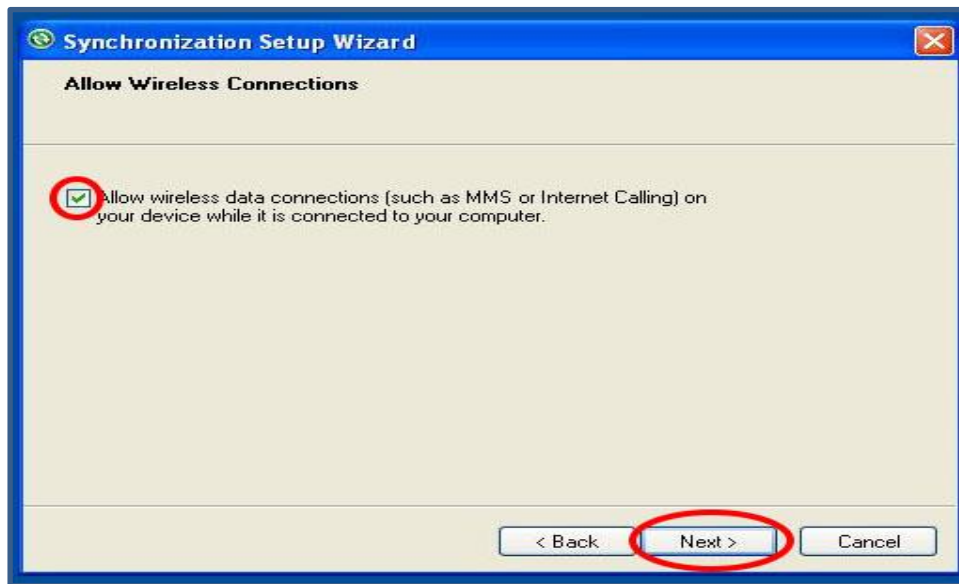 Synchronization Setup Wizard
Allow Wireless Connections
Allow wireless data connections (such as MMS or Internet Calling) on
your device while it is connected to your computer.
< Back Next > Cancel